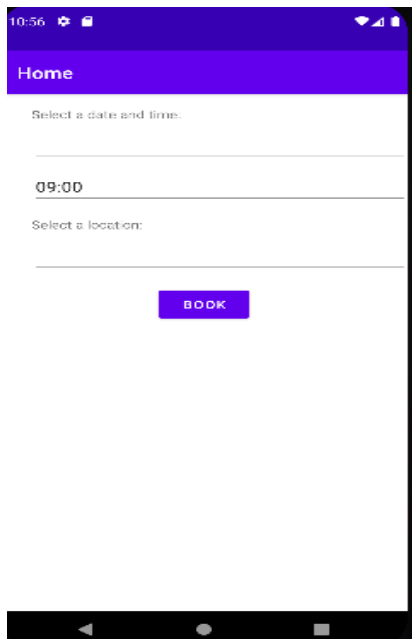 10:56
Home
Select a date and time:
09:00
Select a location:
BOOK